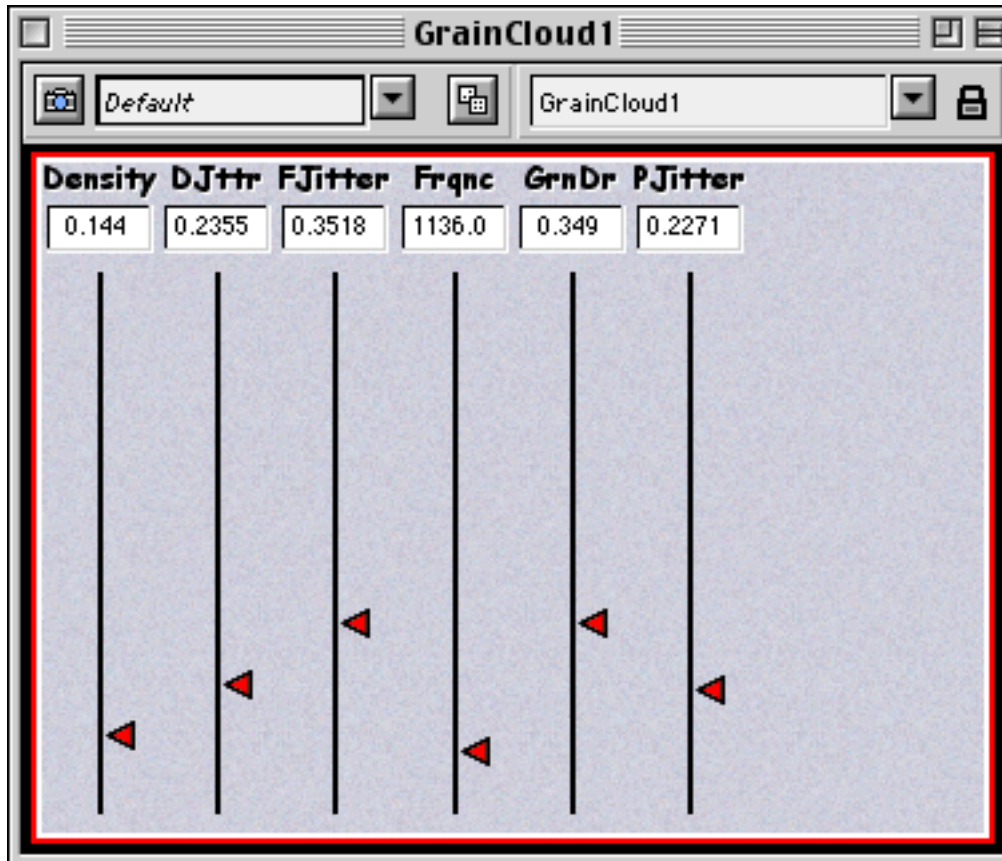 GrainCloud1
Default GrainCloud1
Density DJttr FJitter Frqnc GrnDr PJitter
0.144 0.2355 0.3518 1136.0 0.349 0.2271